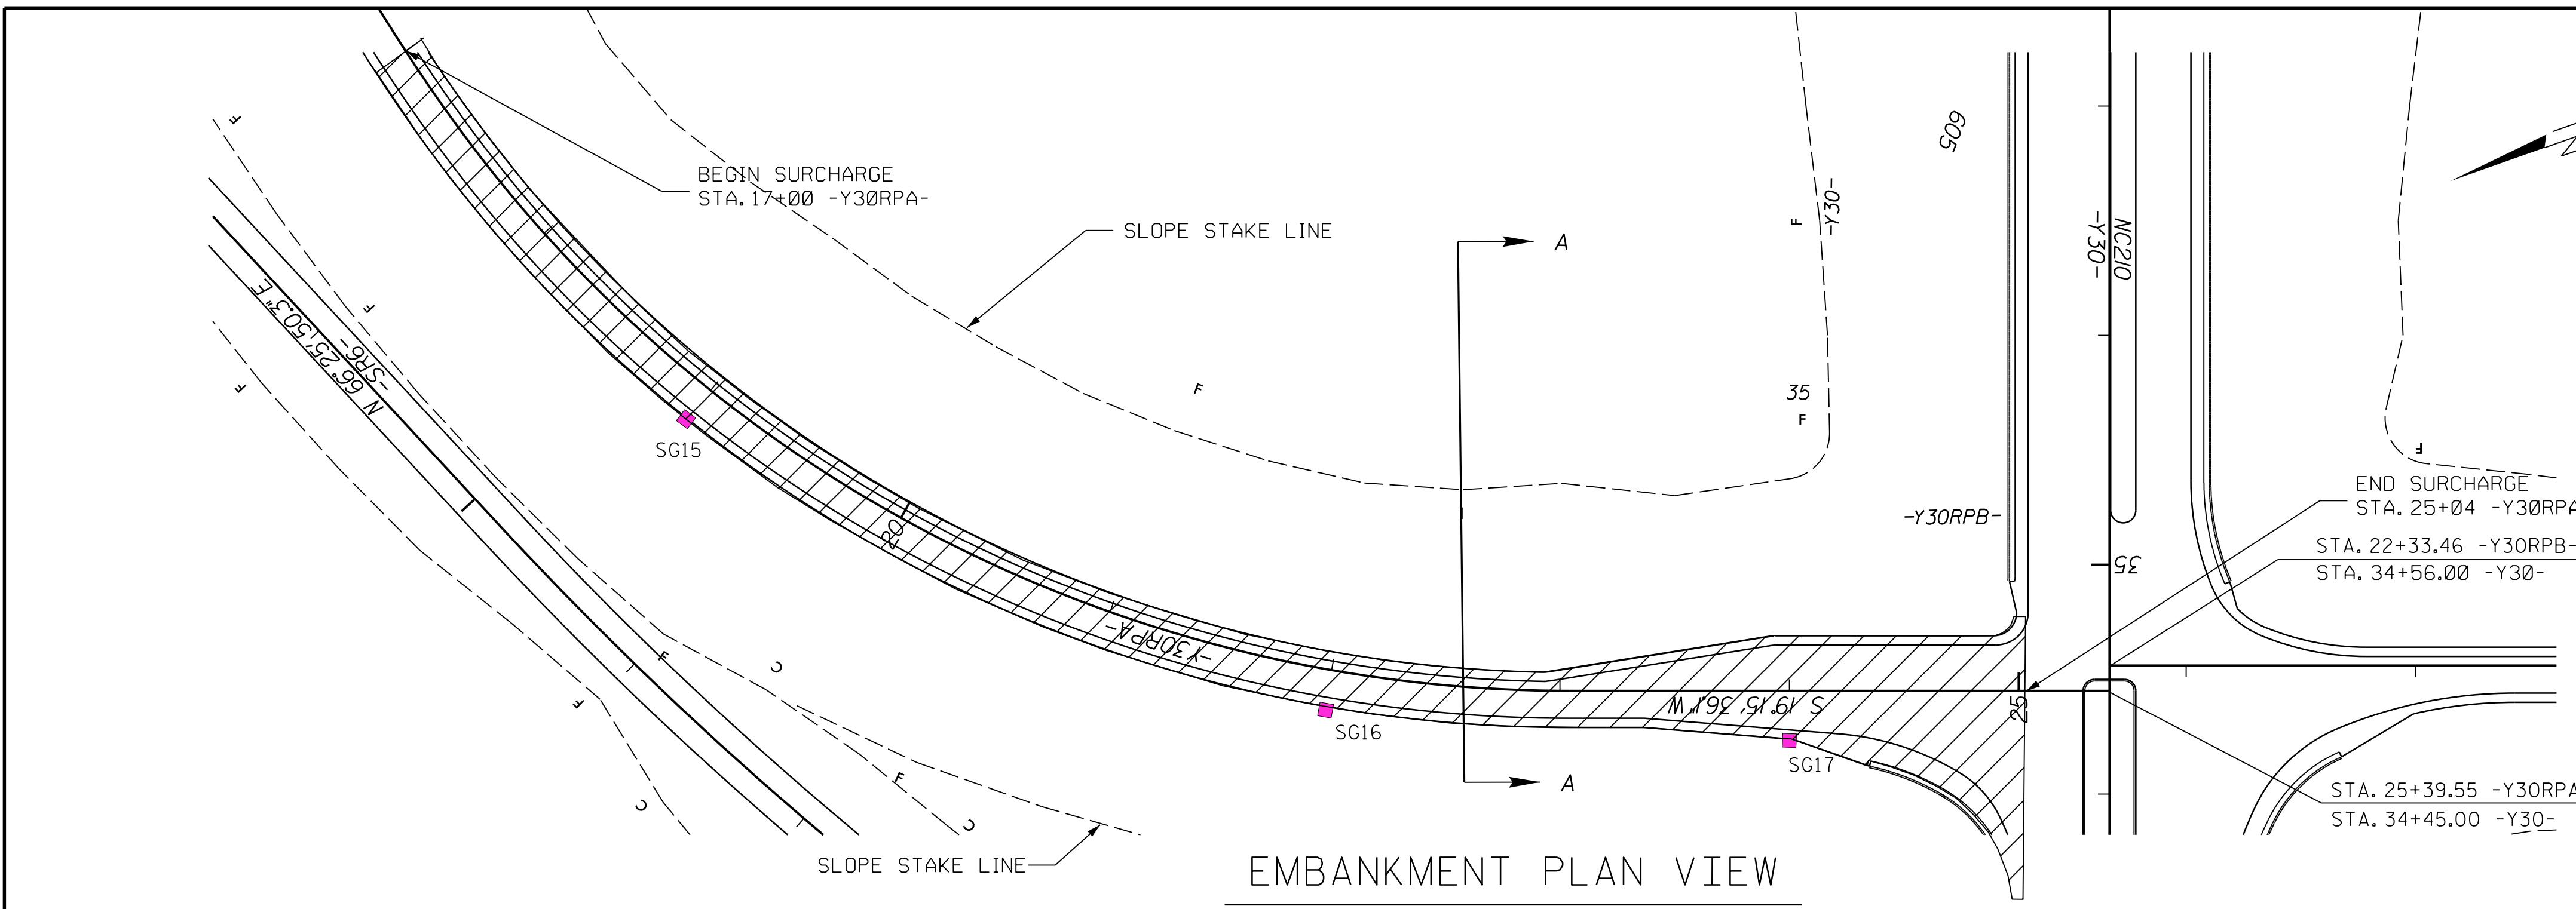 BEGIN SURCHARGE
STA. 17+00 -Y30RPA-
SLOPE STAKE LINE
A
605
-Y30-
NC210
-Y30-
N
F
F
F
F
35
F
F
F
F
-SR6-
N 66°25'50.3" E
SG15
20
-Y30RPA-
-Y30RPB-
END SURCHARGE
STA. 25+04 -Y30RPA
STA. 22+33.46 -Y30RPB-
STA. 34+56.00 -Y30-
35
S 19°15'36.1" W
25
SG16
SG17
F
C
F
F
C
C
A
STA. 25+39.55 -Y30RPA
STA. 34+45.00 -Y30-
SLOPE STAKE LINE
EMBANKMENT PLAN VIEW